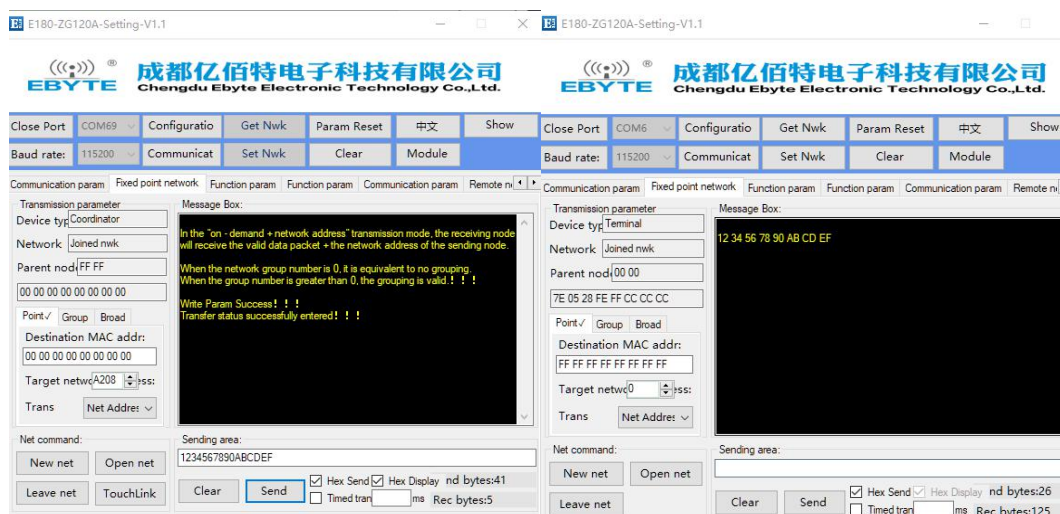 E180-ZG120A-Setting-V1.1
EBYTE ®
成都亿佰特电子科技有限公司
Chengdu Ebyte Electronic Technology Co.,Ltd.
Close Port COM69 Configuratio Get Nwk Param Reset 中文 Show
Baud rate: 115200 Communicat Set Nwk Clear Module
Communication param Fixed point network Function param Function param Communication param Remote n
Transmission parameter
Device typ Coordinator
Network Joined nwk
Parent nod FF FF
00 00 00 00 00 00 00 00
Point✓ Group Broad
Destination MAC addr:
00 00 00 00 00 00 00 00
Target netwo A208 ess:
Trans Net Addres
Net command:
New net Open net
Leave net TouchLink
Message Box:
In the "on - demand + network address" transmission mode, the receiving node
will receive the valid data packet + the network address of the sending node.
When the network group number is 0, it is equivalent to no grouping.
When the group number is greater than 0, the grouping is valid.! ! !
Write Param Success! ! !
Transfer status successfully entered! ! !
Sending area:
1234567890ABCDEF
Clear Send Hex Send Hex Display nd bytes:41
Timed tran ms Rec bytes:5
E180-ZG120A-Setting-V1.1
EBYTE ®
成都亿佰特电子科技有限公司
Chengdu Ebyte Electronic Technology Co.,Ltd.
Close Port COM6 Configuratio Get Nwk Param Reset 中文 Show
Baud rate: 115200 Communicat Set Nwk Clear Module
Communication param Fixed point network Function param Function param Communication param Remote n
Transmission parameter
Device typ Terminal
Network Joined nwk
Parent nod 00 00
7E 05 28 FE FF CC CC CC
Point✓ Group Broad
Destination MAC addr:
FF FF FF FF FF FF FF FF
Target netwo 0 ess:
Trans Net Addres
Net command:
New net Open net
Leave net
Message Box:
12 34 56 78 90 AB CD EF
Sending area:
Clear Send Hex Send Hex Display nd bytes:26
Timed tran ms Rec bytes:125